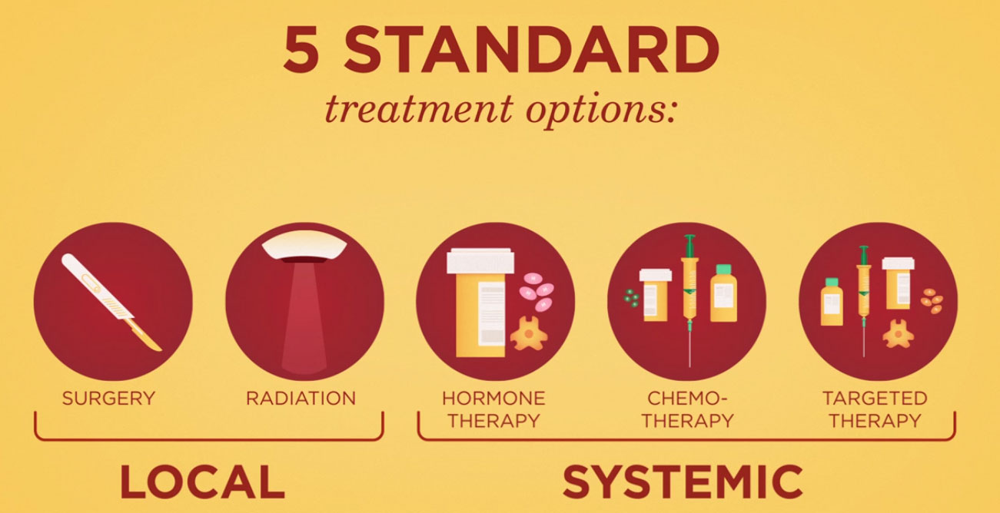 5 STANDARD
treatment options:
SURGERY
RADIATION
HORMONE
THERAPY
CHEMO-
THERAPY
TARGETED
THERAPY
LOCAL
SYSTEMIC